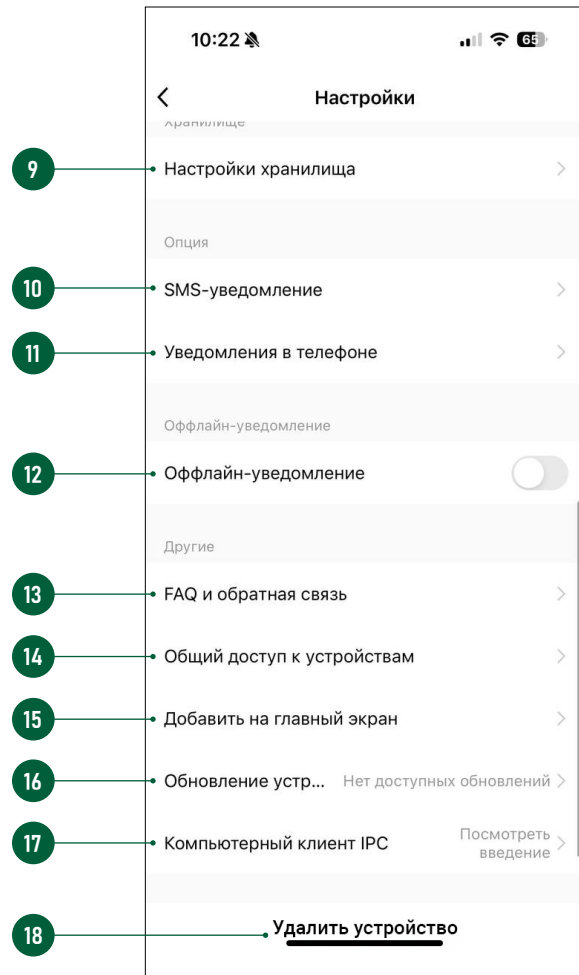 10:22
65
Настройки
Хранилище
9
Настройки хранилища
Опция
10
SMS-уведомление
11
Уведомления в телефоне
Оффлайн-уведомление
12
Оффлайн-уведомление
Другие
13
FAQ и обратная связь
14
Общий доступ к устройствам
15
Добавить на главный экран
16
Обновление устр... Нет доступных обновлений
17
Компьютерный клиент IPC
Посмотреть
введение
18
Удалить устройство